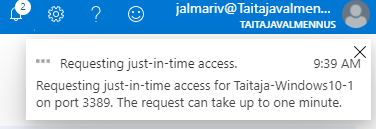 2
jalmariv@Taitajavalmen...
TAITAJAVALMENNUS
Requesting just-in-time access. 9:39 AM
Requesting just-in-time access for Taitaja-Windows10-1
on port 3389. The request can take up to one minute.